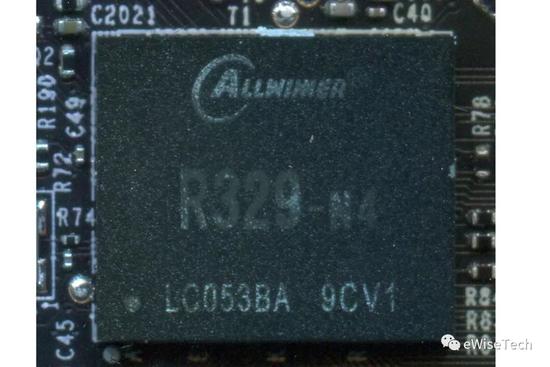 C2021
T1
C40
R190
C49
R72
R74
C45
R78
ALLWINNER®
R329-N4
LC053BA 9CV1
eWiseTech